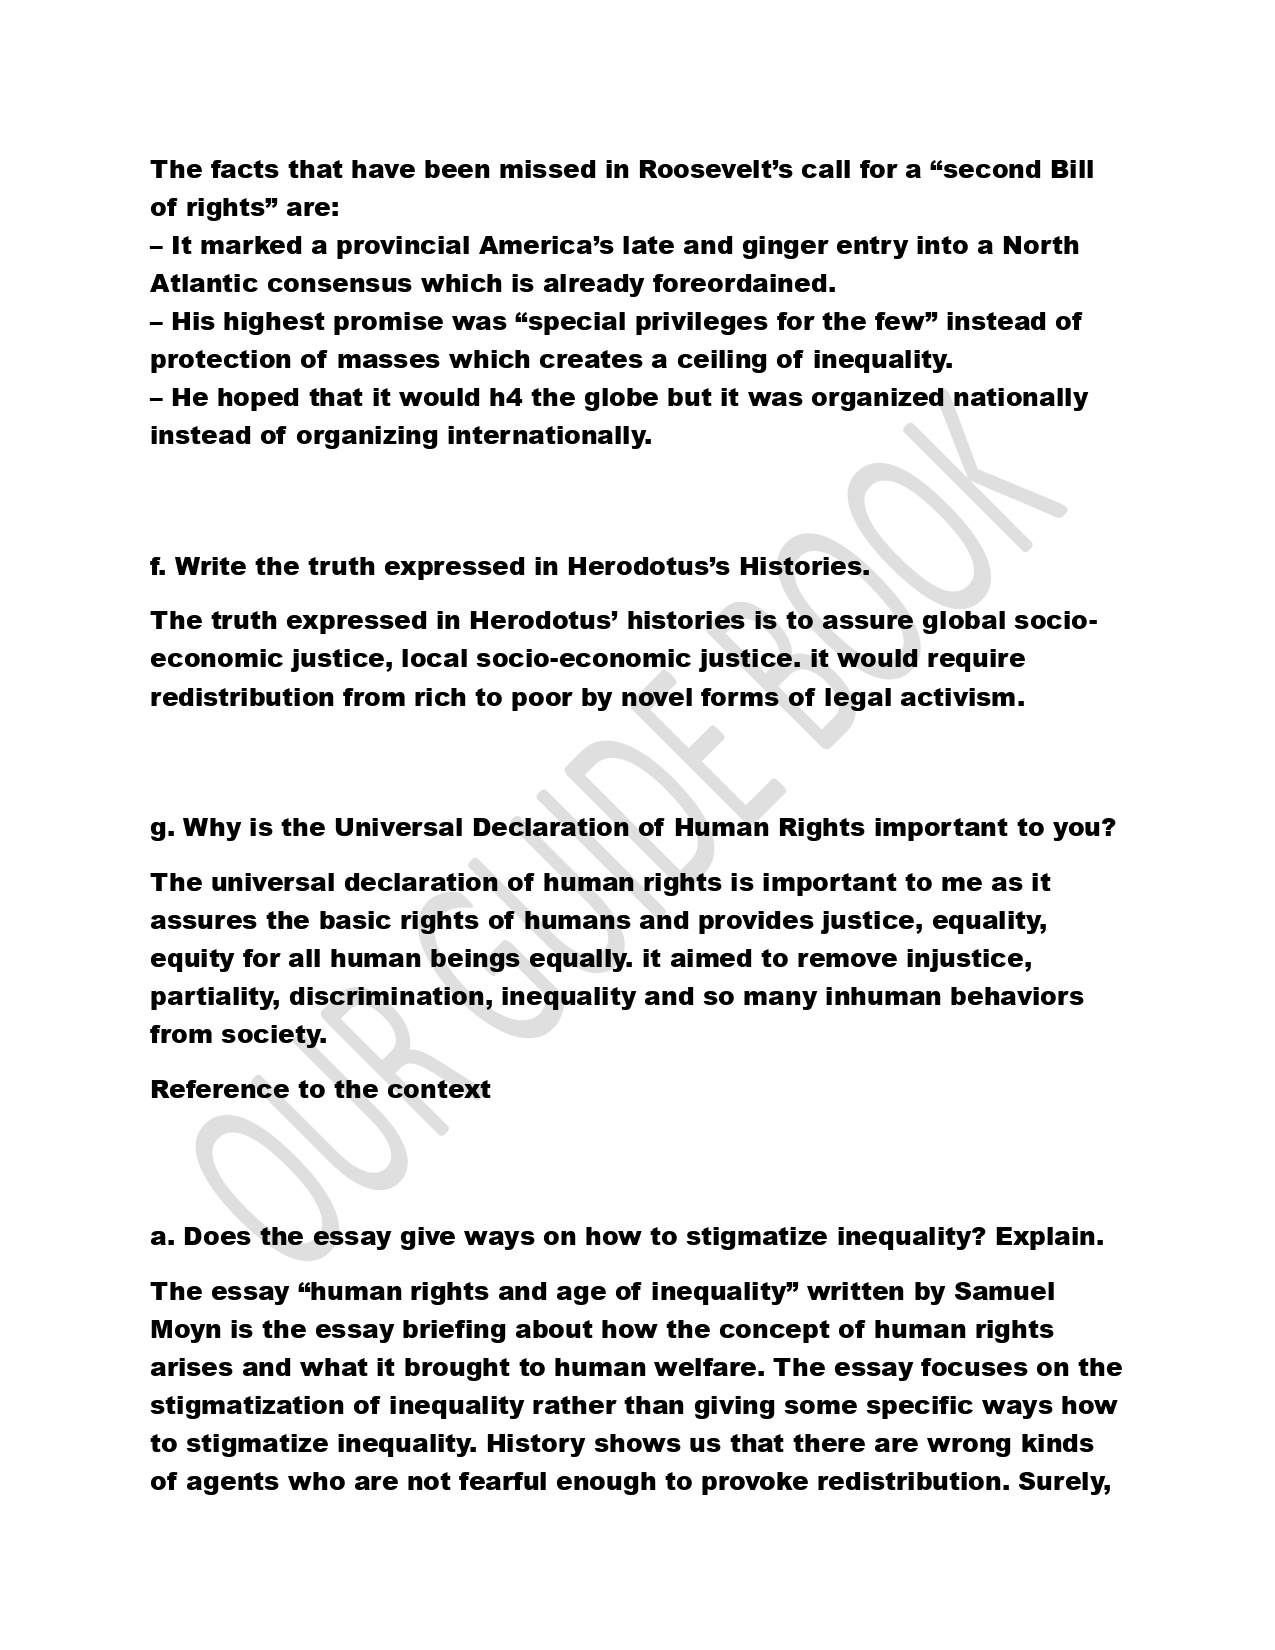 The facts that have been missed in Roosevelt’s call for a “second Bill
of rights” are:
– It marked a provincial America’s late and ginger entry into a North
Atlantic consensus which is already foreordained.
– His highest promise was “special privileges for the few” instead of
protection of masses which creates a ceiling of inequality.
– He hoped that it would h4 the globe but it was organized nationally
instead of organizing internationally.
f. Write the truth expressed in Herodotus’s Histories.
The truth expressed in Herodotus’ histories is to assure global socio-
economic justice, local socio-economic justice. it would require
redistribution from rich to poor by novel forms of legal activism.
g. Why is the Universal Declaration of Human Rights important to you?
The universal declaration of human rights is important to me as it
assures the basic rights of humans and provides justice, equality,
equity for all human beings equally. it aimed to remove injustice,
partiality, discrimination, inequality and so many inhuman behaviors
from society.
Reference to the context
a. Does the essay give ways on how to stigmatize inequality? Explain.
The essay “human rights and age of inequality” written by Samuel
Moyn is the essay briefing about how the concept of human rights
arises and what it brought to human welfare. The essay focuses on the
stigmatization of inequality rather than giving some specific ways how
to stigmatize inequality. History shows us that there are wrong kinds
of agents who are not fearful enough to provoke redistribution. Surely,
OUR GUIDE BOOK